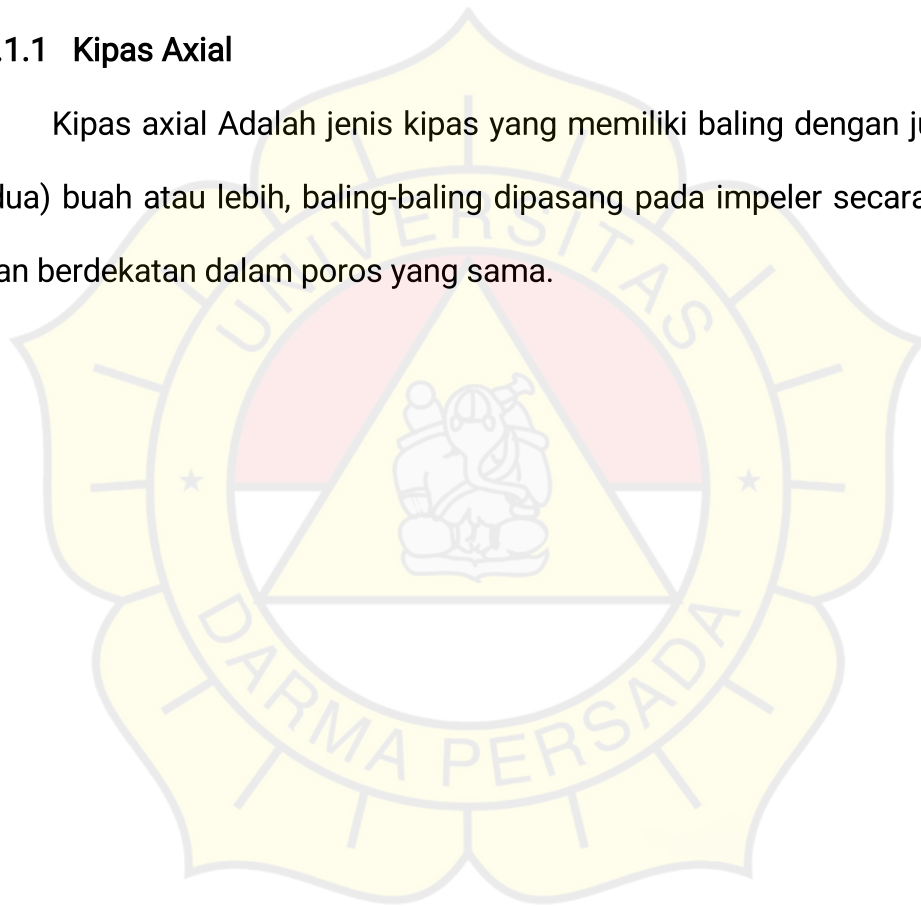 .1.1 Kipas Axial
Kipas axial Adalah jenis kipas yang memiliki baling dengan
dua) buah atau lebih, baling-baling dipasang pada impeler secara
an berdekatan dalam poros yang sama.
UNIVERSITAS
DARMA PERSADA